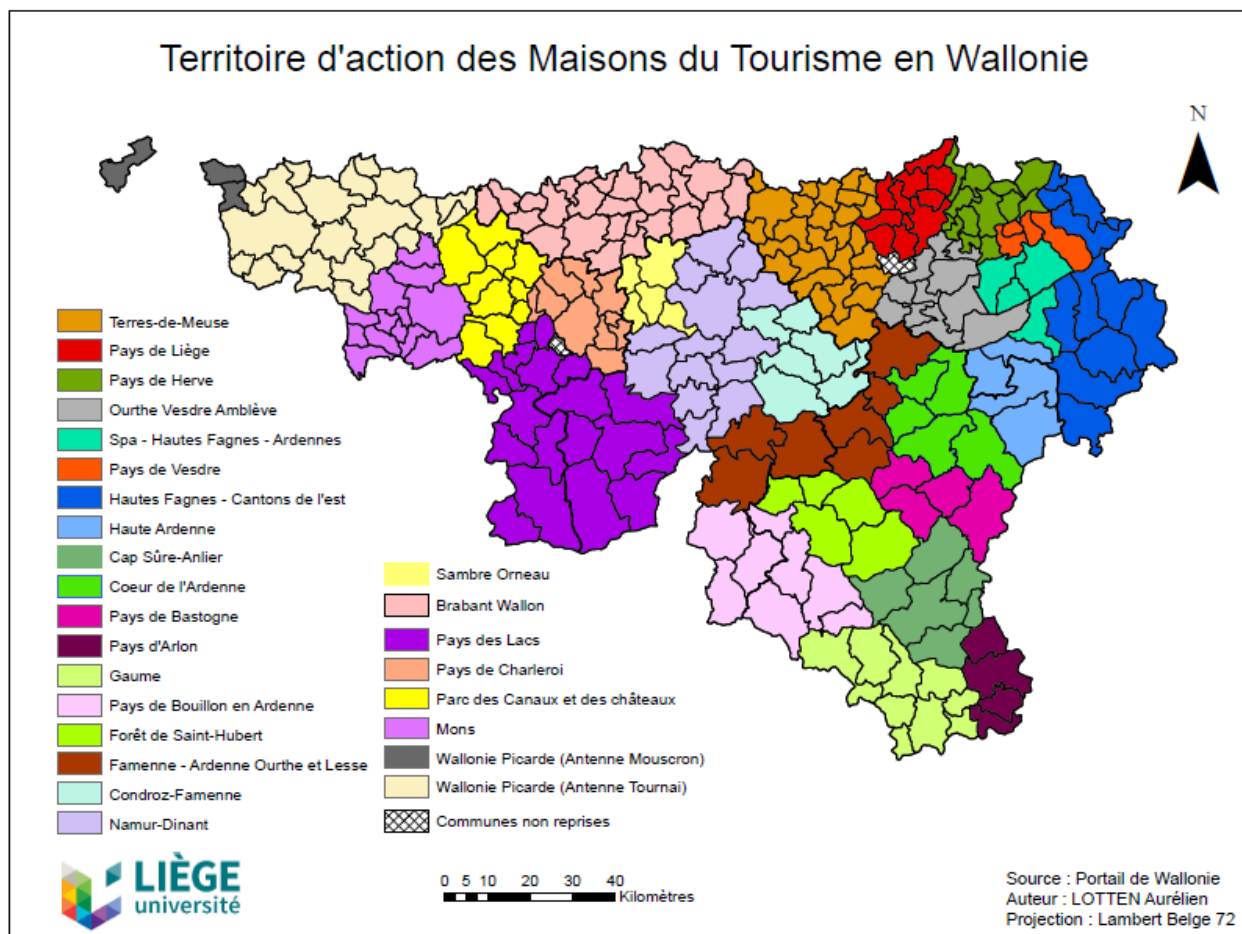 Territoire d'action des Maisons du Tourisme en Wallonie
N
Terres-de-Meuse
Pays de Liège
Pays de Herve
Ourthe Vesdre Amblève
Spa - Hautes Fagnes - Ardennes
Pays de Vesdre
Hautes Fagnes - Cantons de l'est
Haute Ardenne
Cap Sûre-Anlier
Coeur de l'Ardenne
Pays de Bastogne
Pays d'Arlon
Gaume
Pays de Bouillon en Ardenne
Forêt de Saint-Hubert
Famenne - Ardenne Ourthe et Lesse
Condroz-Famenne
Namur-Dinant
Sambre Orneau
Brabant Wallon
Pays des Lacs
Pays de Charleroi
Parc des Canaux et des châteaux
Mons
Wallonie Picarde (Antenne Mouscron)
Wallonie Picarde (Antenne Tournai)
Communes non reprises
LIÈGE
université
0 5 10 20 30 40
Kilomètres
Source : Portail de Wallonie
Auteur : LOTTEN Aurélien
Projection : Lambert Belge 72